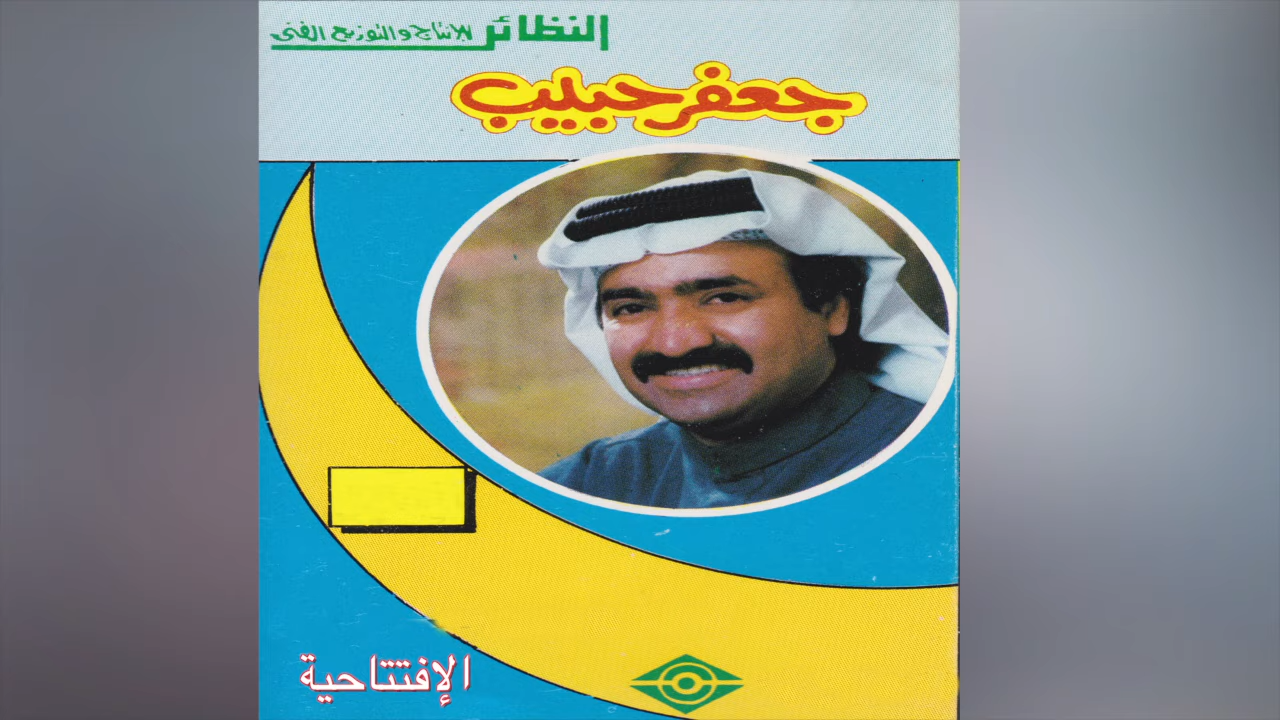 النظائر للإنتاج والتوزيع الفني
جعفر حبيب
الإفتتاحية